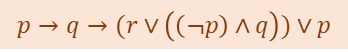 p → q → (r ∨ ((¬p) ∧ q)) ∨ p